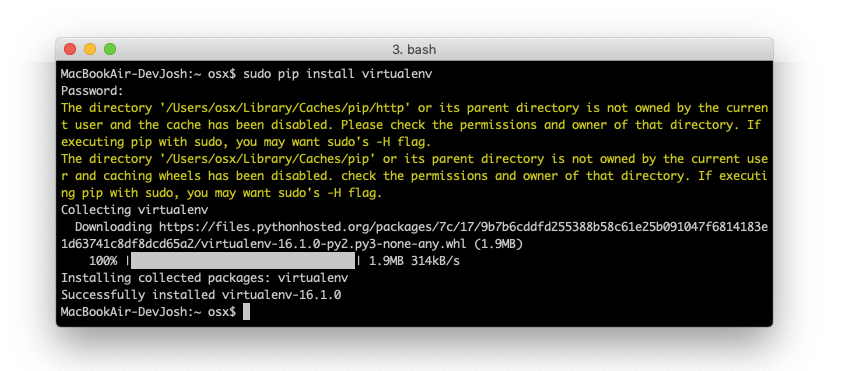 3. bash
MacBookAir-DevJosh:~ osx$ sudo pip install virtualenv
Password:
The directory '/Users/osx/Library/Caches/pip/http' or its parent directory is not owned by the curren
t user and the cache has been disabled. Please check the permissions and owner of that directory. If
executing pip with sudo, you may want sudo's -H flag.
The directory '/Users/osx/Library/Caches/pip' or its parent directory is not owned by the current use
r and caching wheels has been disabled. check the permissions and owner of that directory. If executi
ng pip with sudo, you may want sudo's -H flag.
Collecting virtualenv
  Downloading https://files.pythonhosted.org/packages/7c/17/9b7b6cddfd255388b58c61e25b091047f6814183e
1d63741c8df8dcd65a2/virtualenv-16.1.0-py2.py3-none-any.whl (1.9MB)
    100% |████████████████████████████████| 1.9MB 314kB/s
Installing collected packages: virtualenv
Successfully installed virtualenv-16.1.0
MacBookAir-DevJosh:~ osx$